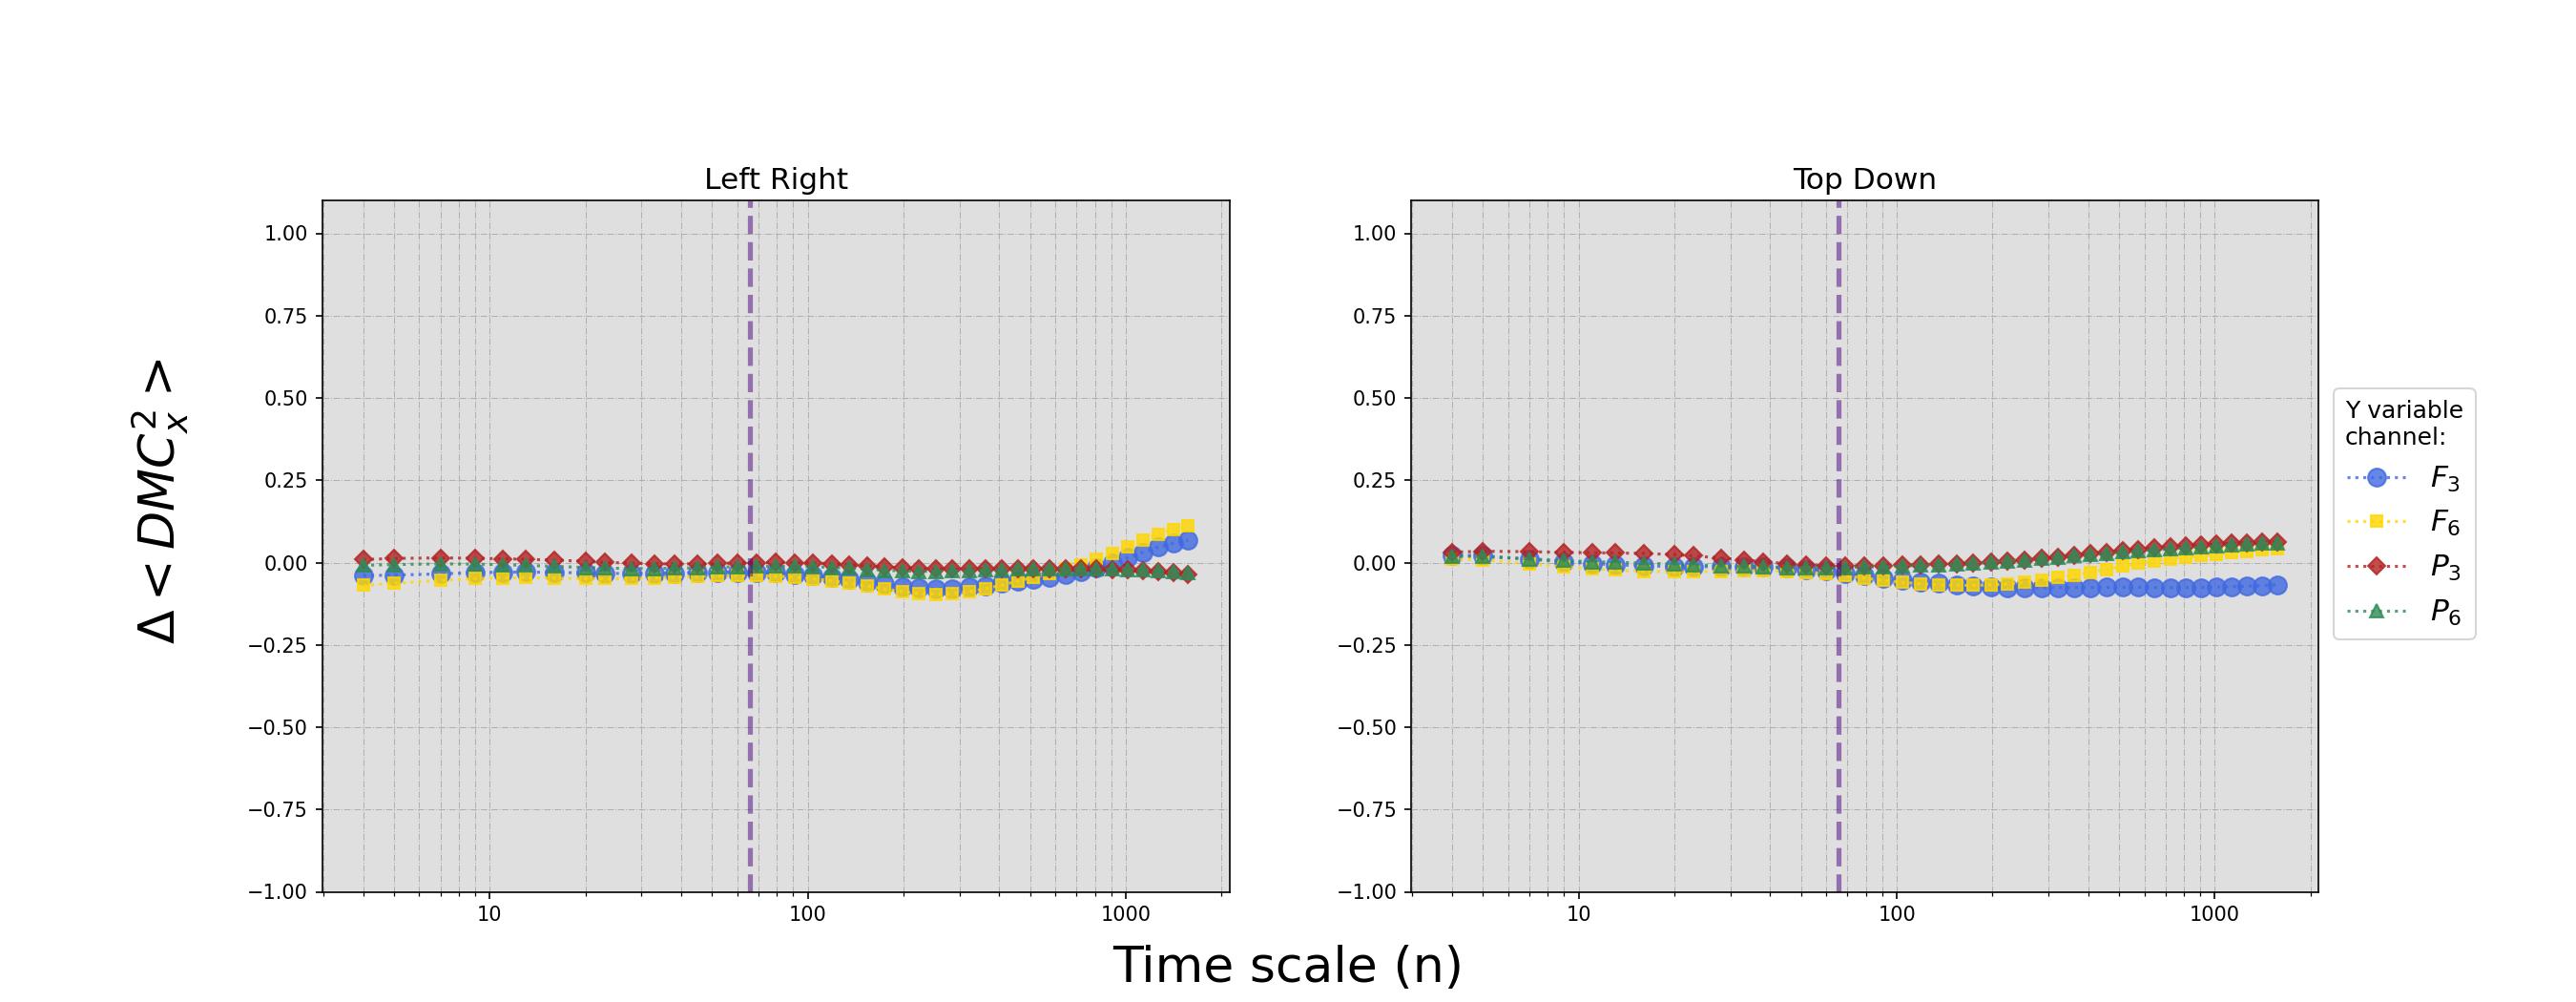 Left Right
Top Down
Δ < DMC²ₓ >
1.00
0.75
0.50
0.25
0.00
−0.25
−0.50
−0.75
−1.00
10 100 1000
1.00
0.75
0.50
0.25
0.00
−0.25
−0.50
−0.75
−1.00
10 100 1000
Time scale (n)
Y variable
channel:
F₃
F₆
P₃
P₆